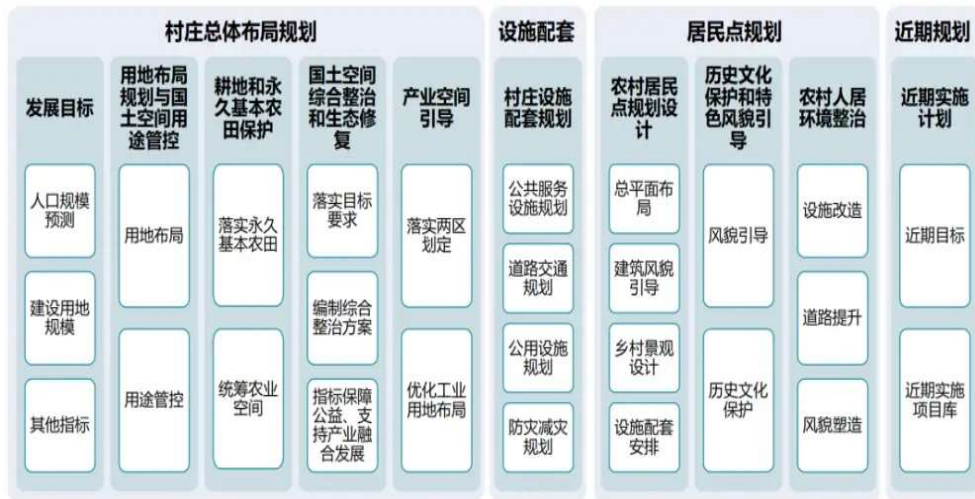 村庄总体布局规划
发展目标
人口规模
预测
建设用地
规模
其他指标
用地布局
规划与国
土空间用
途管控
用地布局
用途管控
耕地和永
久基本农
田保护
落实永久
基本农田
统筹农业
空间
国土空间
综合整治
和生态修
复
落实目标
要求
编制综合
整治方案
指标保障
公益、支
持产业融
合发展
产业空间
引导
落实两区
划定
优化工业
用地布局
设施配套
村庄设施
配套规划
公共服务
设施规划
道路交通
规划
公用设施
规划
防灾减灾
规划
居民点规划
农村居民
点规划设
计
总平面布
局
建筑风貌
引导
乡村景观
设计
设施配套
安排
历史文化
保护和特
色风貌引
导
风貌引导
历史文化
保护
农村人居
环境整治
设施改造
道路提升
风貌塑造
近期规划
近期实施
计划
近期目标
近期实施
项目库